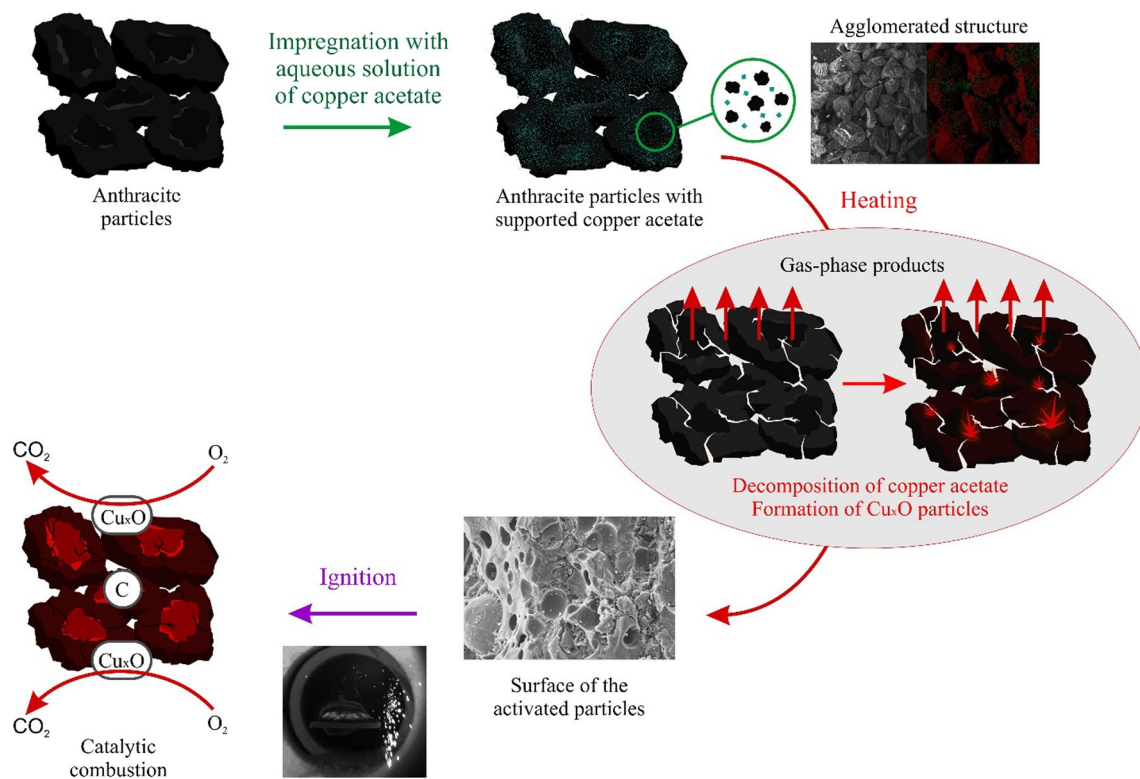 Impregnation with
aqueous solution
of copper acetate
Agglomerated structure
Anthracite
particles
Anthracite particles with
supported copper acetate
Heating
Gas-phase products
Decomposition of copper acetate
Formation of CuₓO particles
CO₂
O₂
CuₓO
C
CuₓO
CO₂
O₂
Catalytic
combustion
Ignition
Surface of the
activated particles